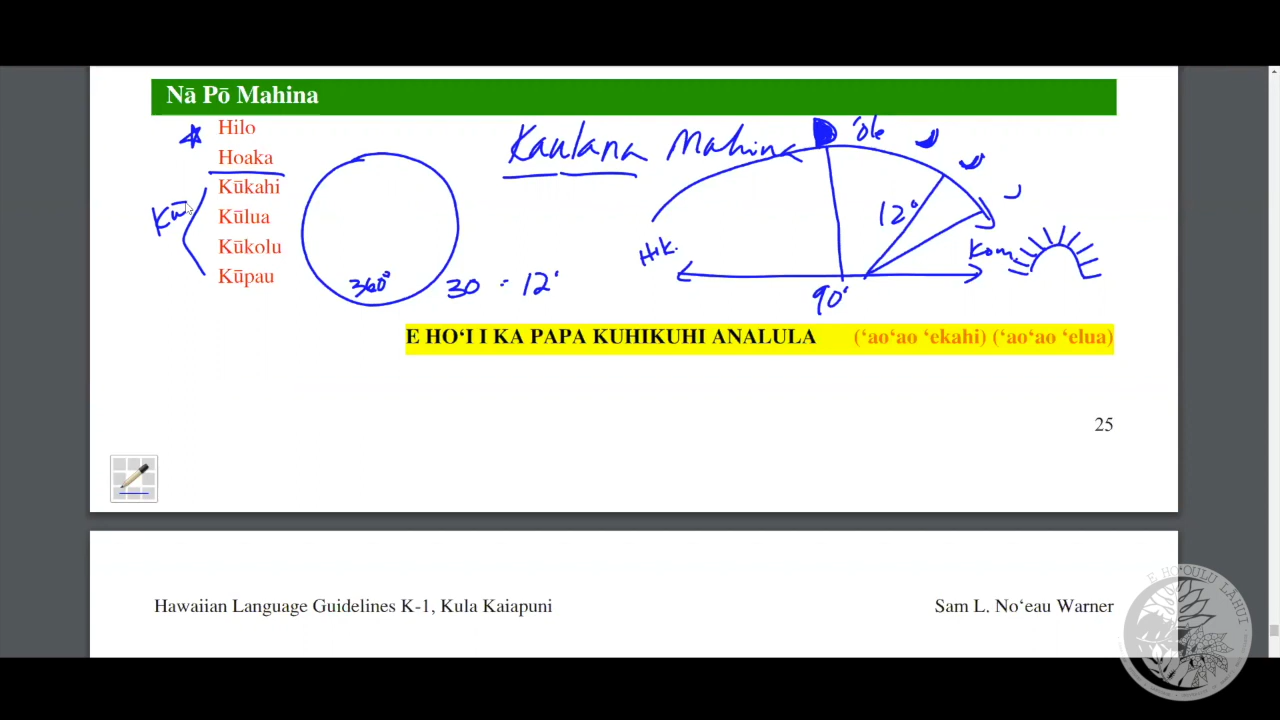 Nā Pō Mahina
Hilo
Hoaka
Kūkahi
Kūlua
Kūkolu
Kūpau
Kū
360°
30 = 12°
Kaulana Mahina
ʻole
12°
Hik.
Kom.
90°
E HOʻI I KA PAPA KUHIKUHI ANALULA (ʻaoʻao ʻekahi) (ʻaoʻao ʻelua)
25
Hawaiian Language Guidelines K-1, Kula Kaiapuni Sam L. Noʻeau Warner
E HOʻOULU LĀHUI